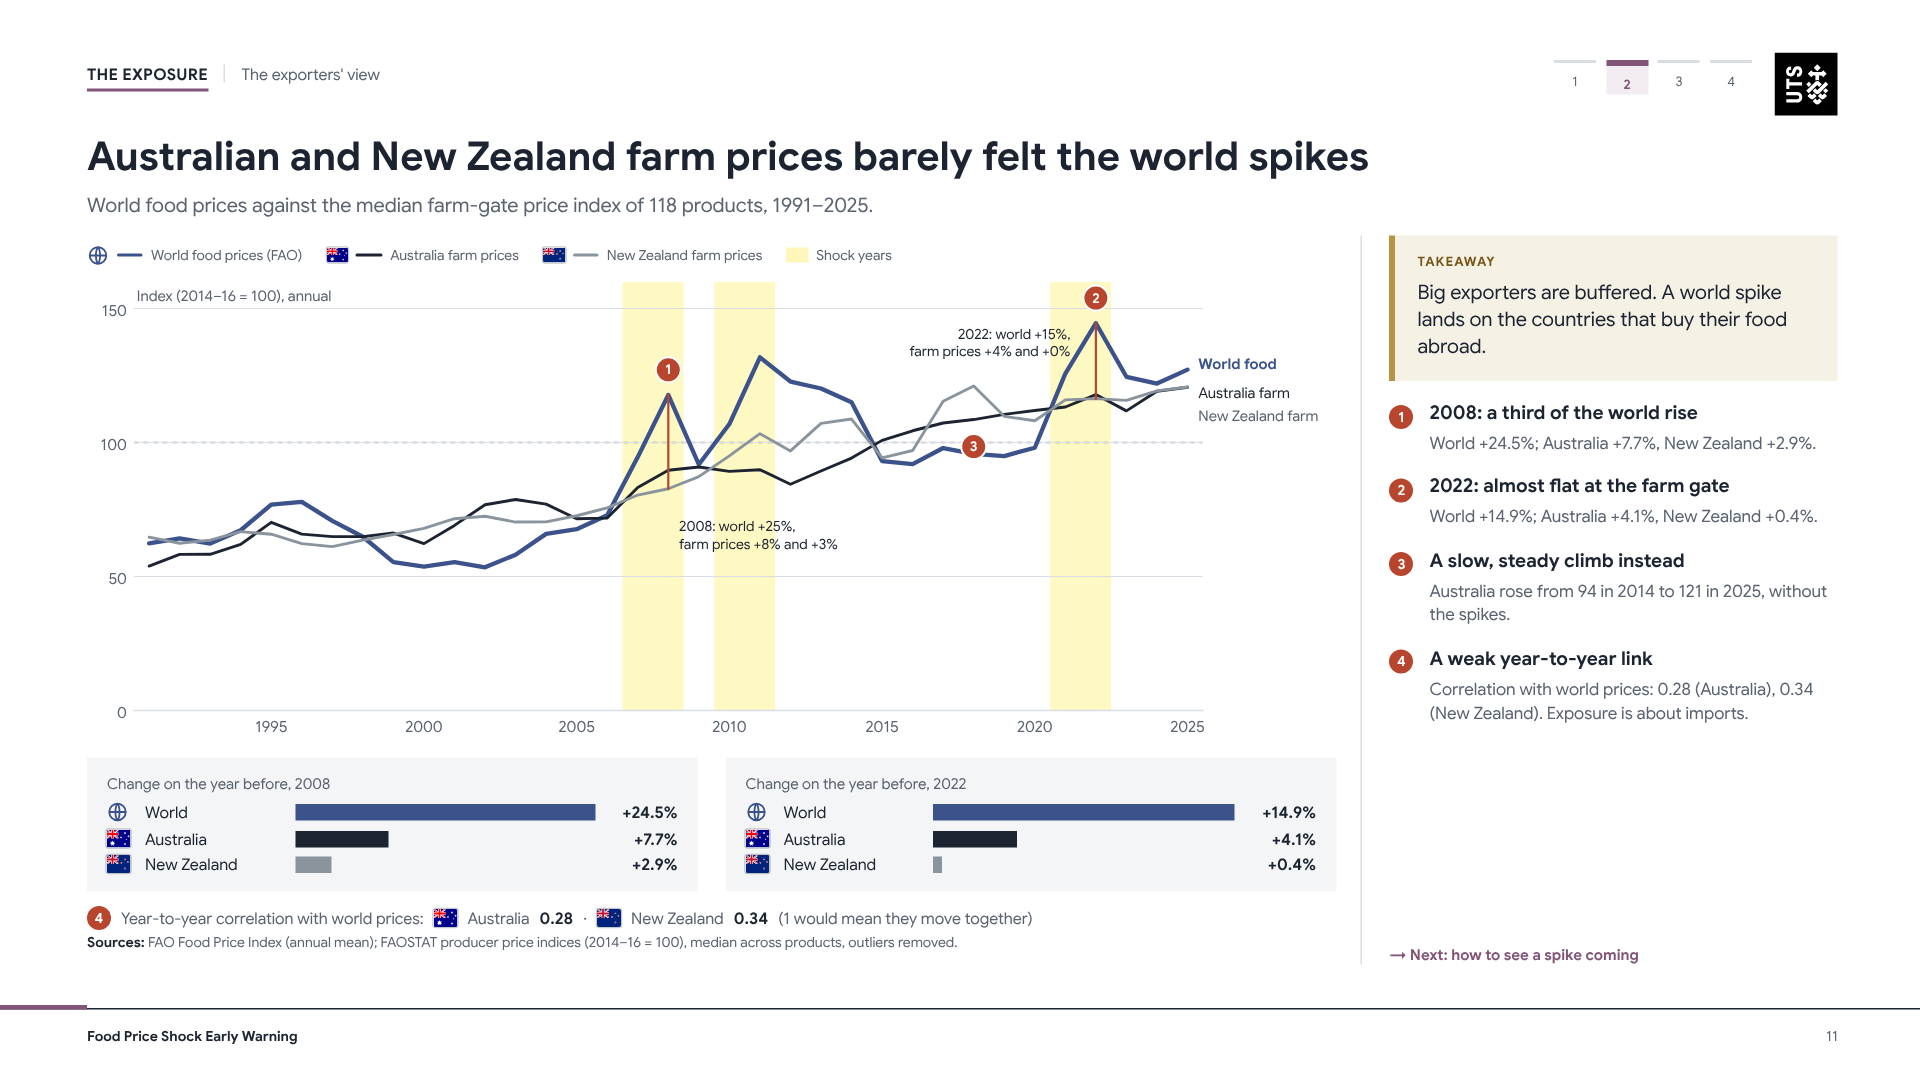 THE EXPOSURE
The exporters' view
1
2
3
4
UTS
Australian and New Zealand farm prices barely felt the world spikes
World food prices against the median farm-gate price index of 118 products, 1991–2025.
World food prices (FAO)
Australia farm prices
New Zealand farm prices
Shock years
Index (2014–16 = 100), annual
150
100
50
0
1995
2000
2005
2010
2015
2020
2025
1
2
3
2022: world +15%,
farm prices +4% and +0%
2008: world +25%,
farm prices +8% and +3%
World food
Australia farm
New Zealand farm
Change on the year before, 2008
World +24.5%
Australia +7.7%
New Zealand +2.9%
Change on the year before, 2022
World +14.9%
Australia +4.1%
New Zealand +0.4%
4 Year-to-year correlation with world prices: Australia 0.28 · New Zealand 0.34 (1 would mean they move together)
Sources: FAO Food Price Index (annual mean); FAOSTAT producer price indices (2014–16 = 100), median across products, outliers removed.
TAKEAWAY
Big exporters are buffered. A world spike
lands on the countries that buy their food
abroad.
1 2008: a third of the world rise
World +24.5%; Australia +7.7%, New Zealand +2.9%.
2 2022: almost flat at the farm gate
World +14.9%; Australia +4.1%, New Zealand +0.4%.
3 A slow, steady climb instead
Australia rose from 94 in 2014 to 121 in 2025, without
the spikes.
4 A weak year-to-year link
Correlation with world prices: 0.28 (Australia), 0.34
(New Zealand). Exposure is about imports.
→ Next: how to see a spike coming
Food Price Shock Early Warning
11